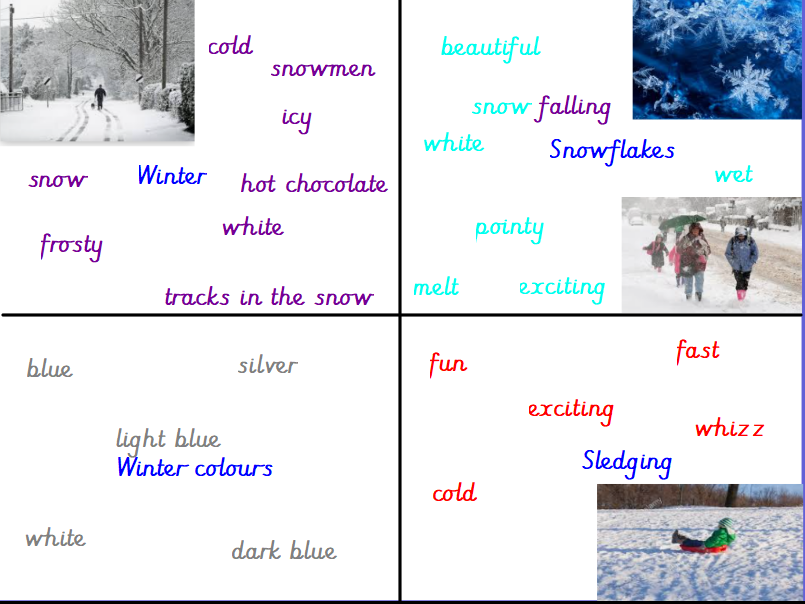 cold
snowmen
icy
snow
Winter
hot chocolate
white
frosty
tracks in the snow
beautiful
snow falling
white
Snowflakes
wet
pointy
melt
exciting
blue
silver
light blue
Winter colours
white
dark blue
fun
fast
exciting
whizz
Sledging
cold